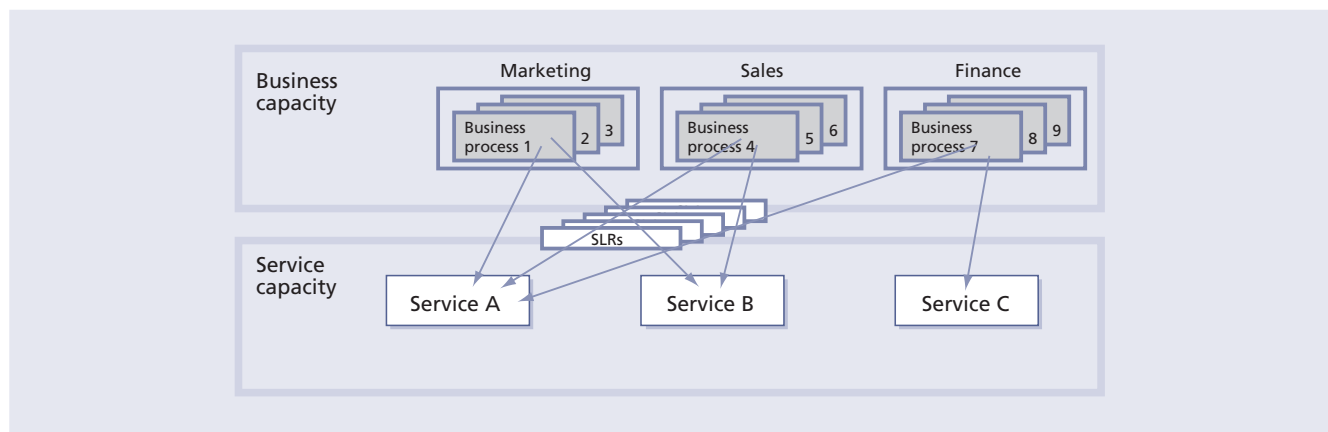 Business
capacity
Marketing
Sales
Finance
Business
process 1
2
3
Business
process 4
5
6
Business
process 7
8
9
SLRs
Service
capacity
Service A
Service B
Service C